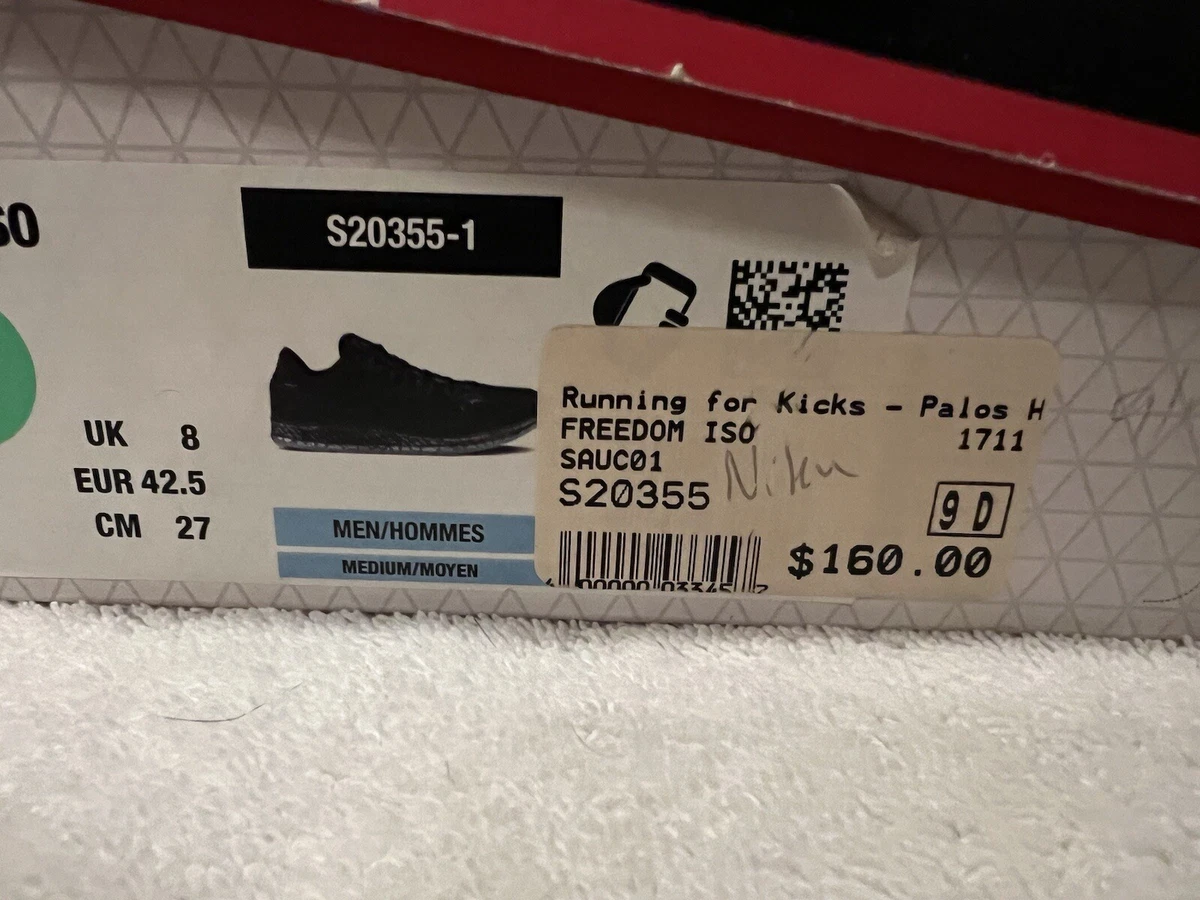 S20355-1
UK 8
EUR 42.5
CM 27
MEN/HOMMES
MEDIUM/MOYEN
Running for Kicks - Palos H
FREEDOM ISO 1711
SAUC01
S20355
9 D
$160.00